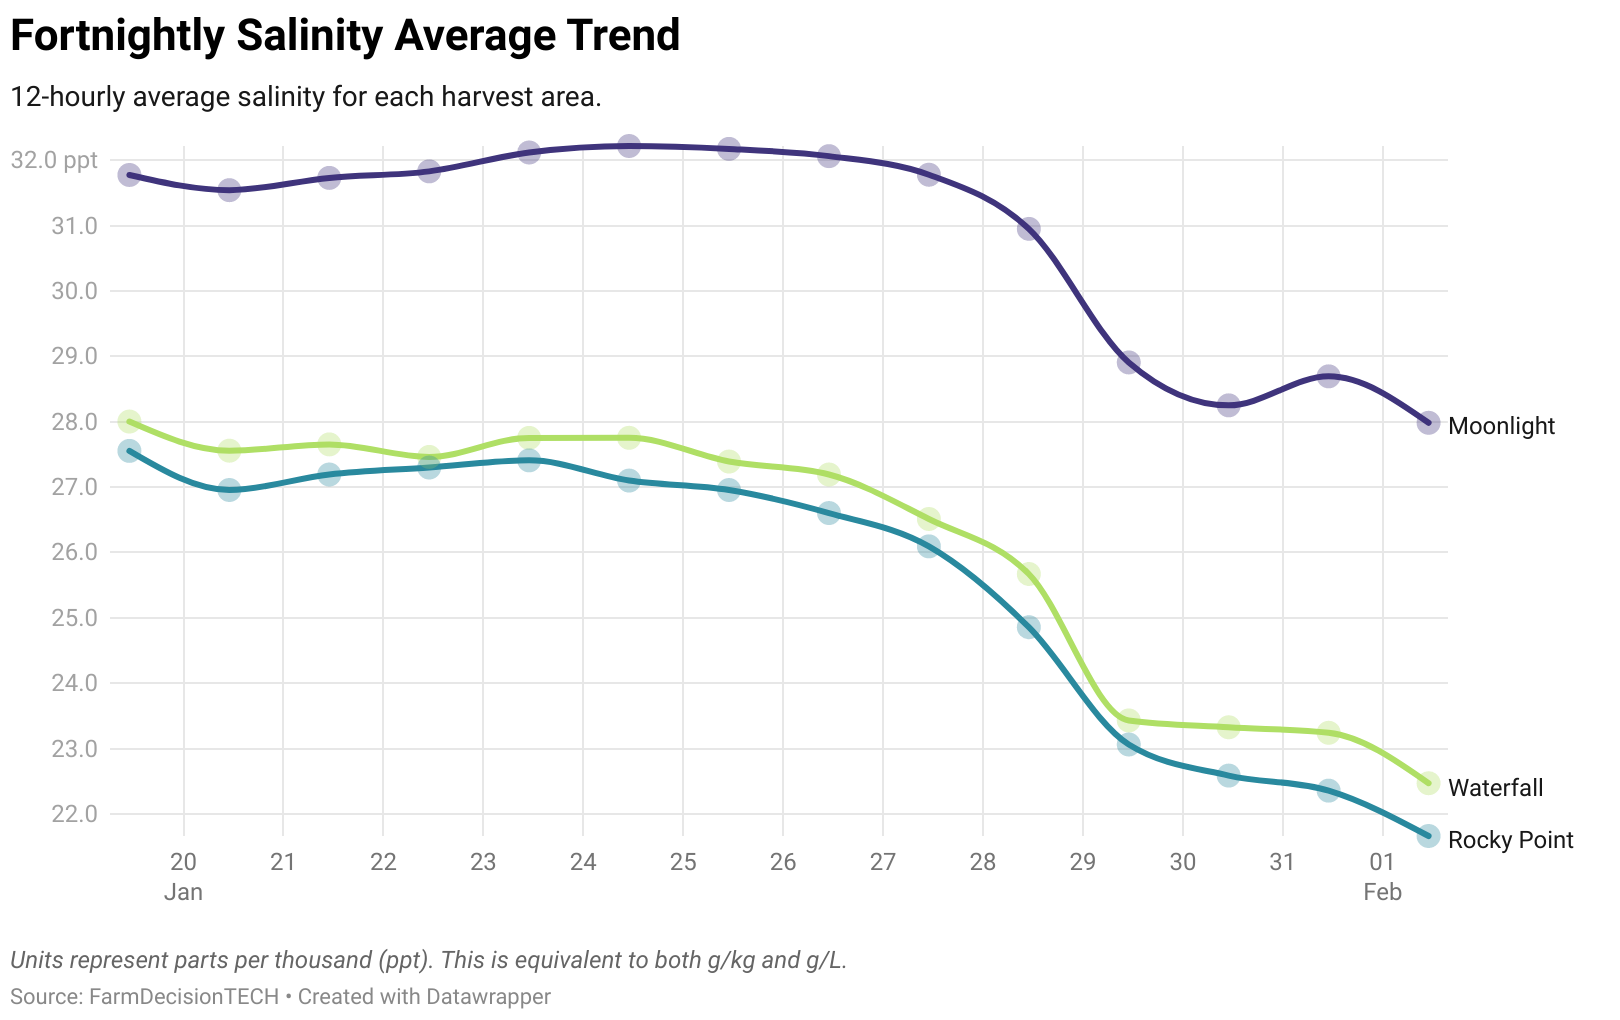 Fortnightly Salinity Average Trend
12-hourly average salinity for each harvest area.
32.0 ppt
31.0
30.0
29.0
28.0
27.0
26.0
25.0
24.0
23.0
22.0
Moonlight
Waterfall
Rocky Point
20 21 22 23 24 25 26 27 28 29 30 31 01
Jan Feb
Units represent parts per thousand (ppt). This is equivalent to both g/kg and g/L.
Source: FarmDecisionTECH • Created with Datawrapper